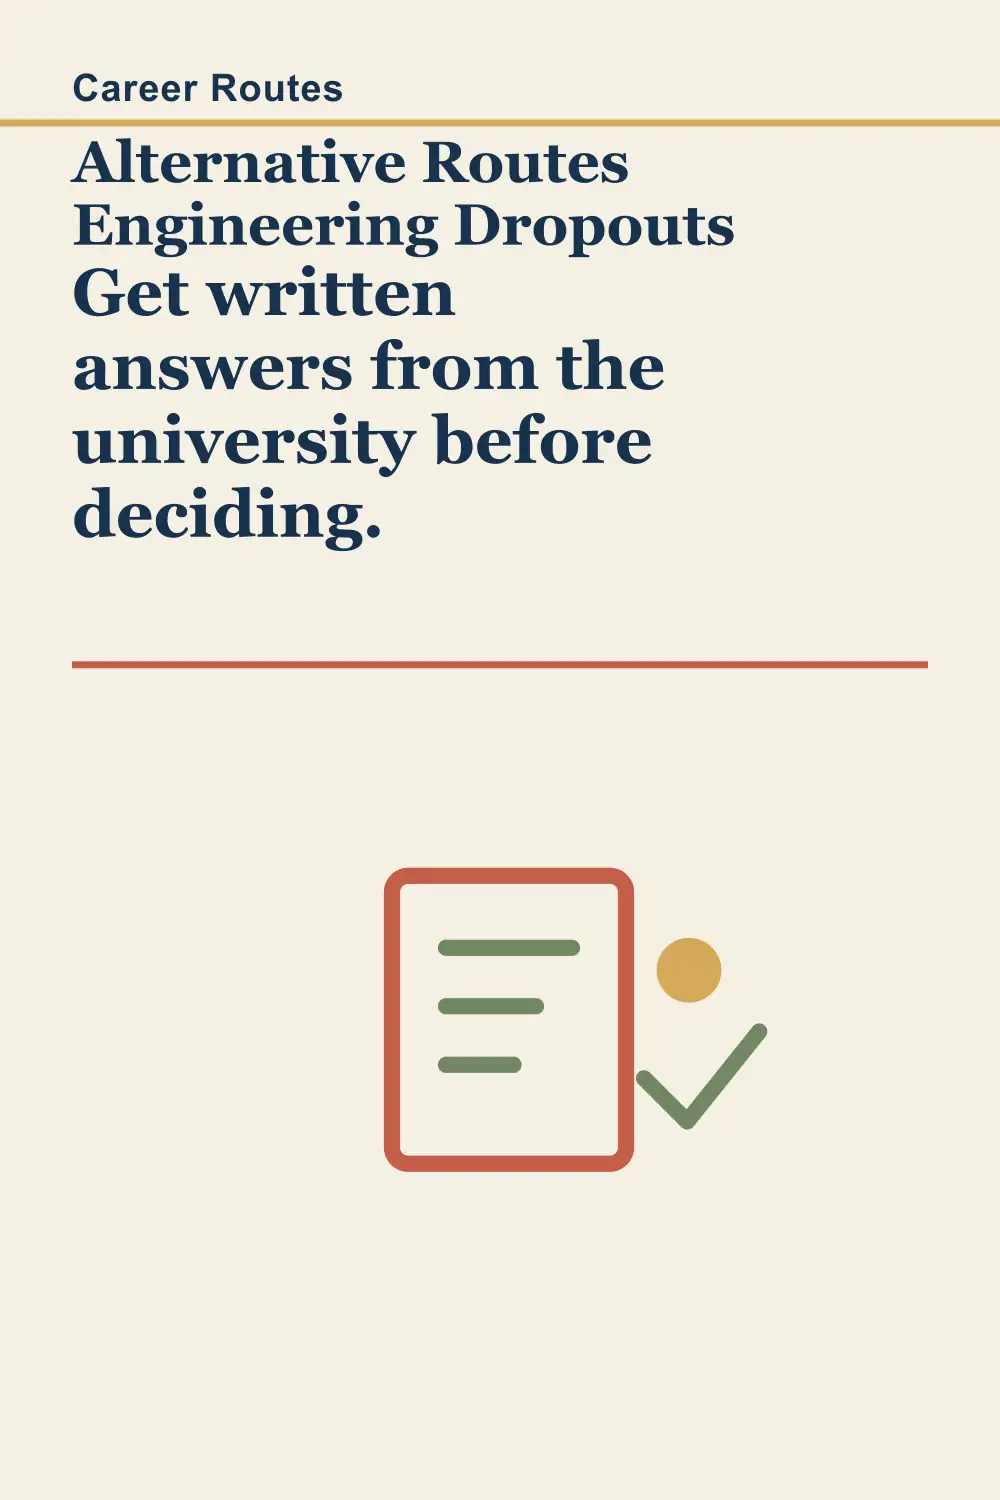 Career Routes
Alternative Routes
Engineering Dropouts
Get written
answers from the
university before
deciding.